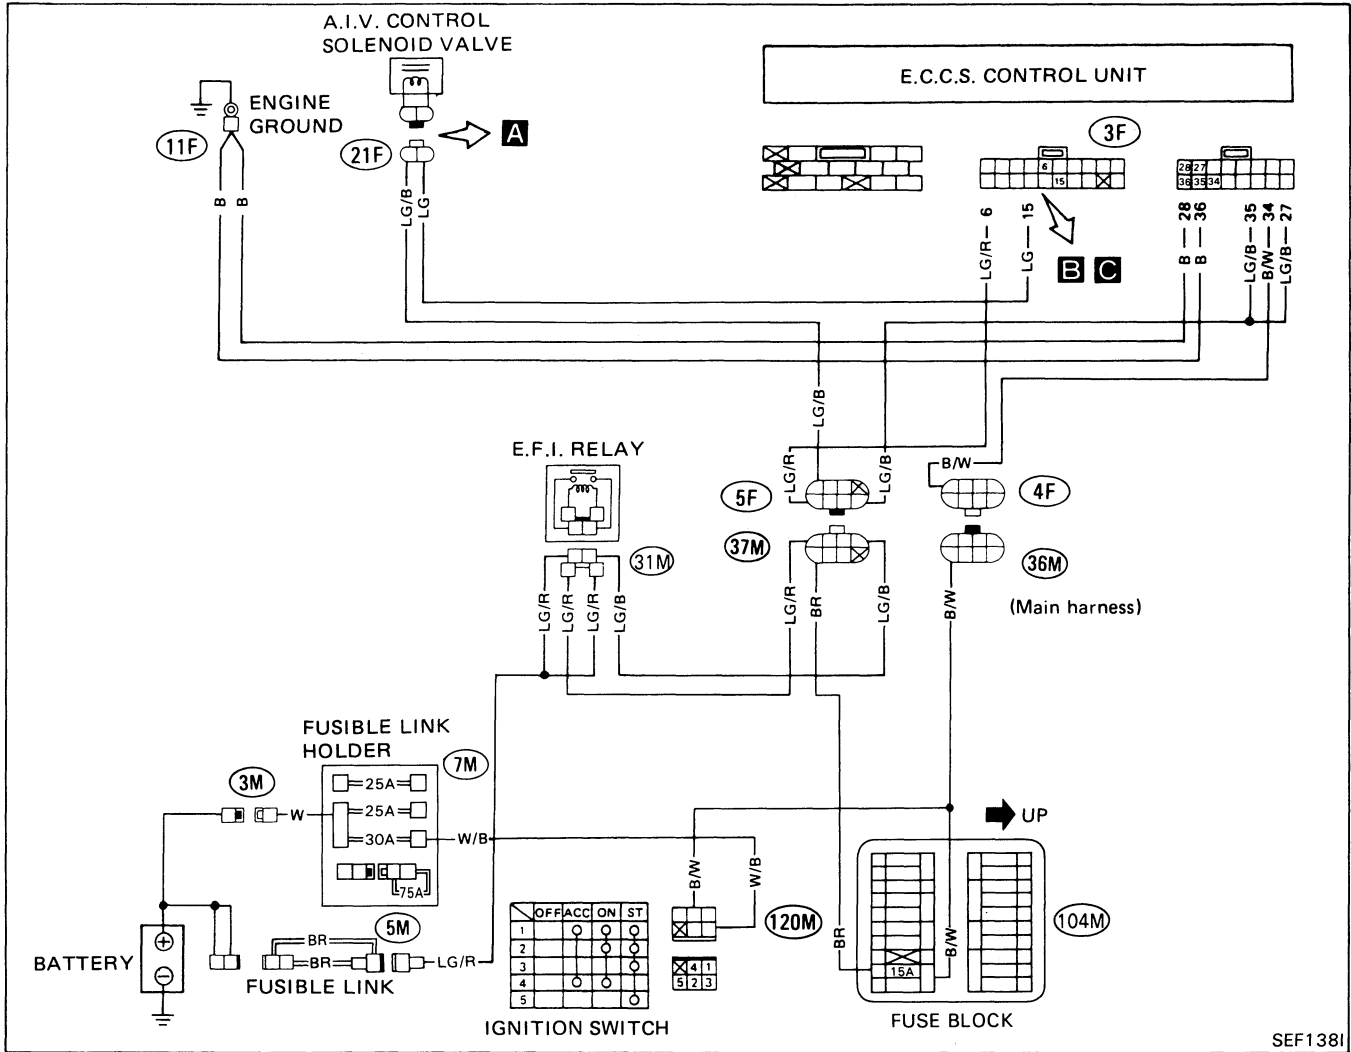 A.I.V. CONTROL
SOLENOID VALVE
E.C.C.S. CONTROL UNIT
ENGINE
GROUND
11F
21F
A
3F
6
15
28 27
36 35 34
B
B
LG/B
LG
LG/R
6
LG
15
B
28
B
36
LG/B
35
B/W
34
LG/B
27
B C
LG/B
E.F.I. RELAY
LG/R
LG/B
B/W
5F
4F
37M
36M
31M
(Main harness)
LG/R
LG/R
LG/R
LG/B
LG/R
BR
LG/B
B/W
FUSIBLE LINK
HOLDER
7M
3M
25A
W
25A
30A
W/B
75A
UP
B/W
W/B
5M
BR
BR
LG/R
BATTERY
FUSIBLE LINK
OFF ACC ON ST
1
2
3
4
5
IGNITION SWITCH
120M
4 1
5 2 3
BR
15A
B/W
104M
FUSE BLOCK
SEF138I